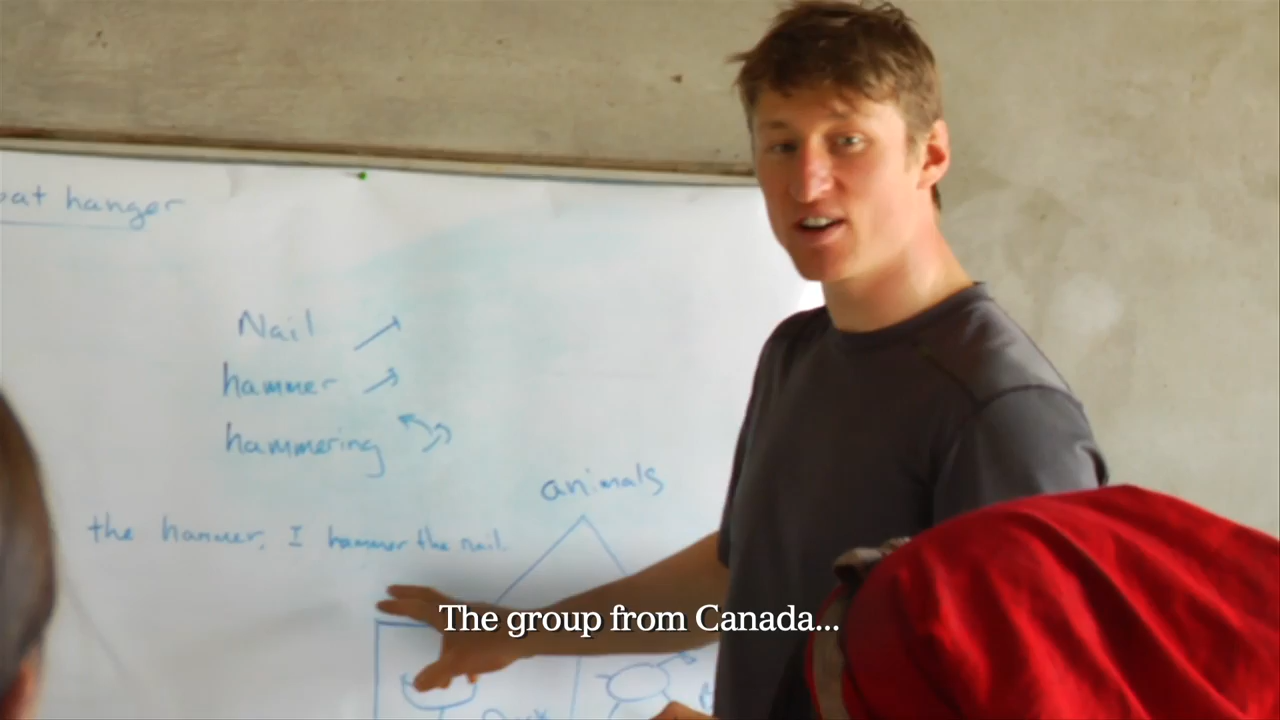 hanger
Nail
hammer
hammering
animals
the hammer, I hammer the nail.
The group from Canada...